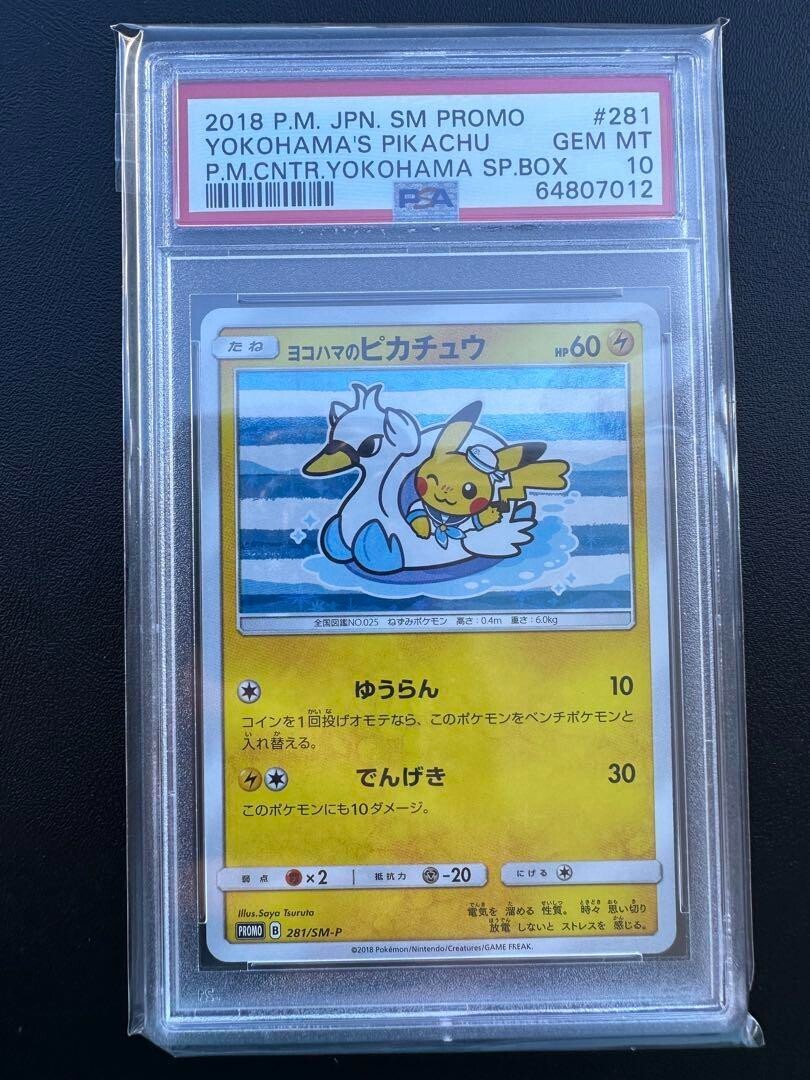 2018 P.M. JPN. SM PROMO #281
YOKOHAMA'S PIKACHU GEM MT
P.M.CNTR.YOKOHAMA SP.BOX 10
PSA 64807012
たね ヨコハマのピカチュウ HP60
全国図鑑NO.025 ねずみポケモン 高さ:0.4m 重さ:6.0kg
ゆうらん 10
コインを1回投げオモテなら、このポケモンをベンチポケモンと
入れ替える。
でんげき 30
このポケモンにも10ダメージ。
弱点 ×2 抵抗力 -20 にげる
Illus.Saya Tsuruta
電気を 溜める 性質。 時々 思い切り
放電 しないと ストレスを 感じる。
PROMO B 281/SM-P
©2018 Pokémon/Nintendo/Creatures/GAME FREAK.